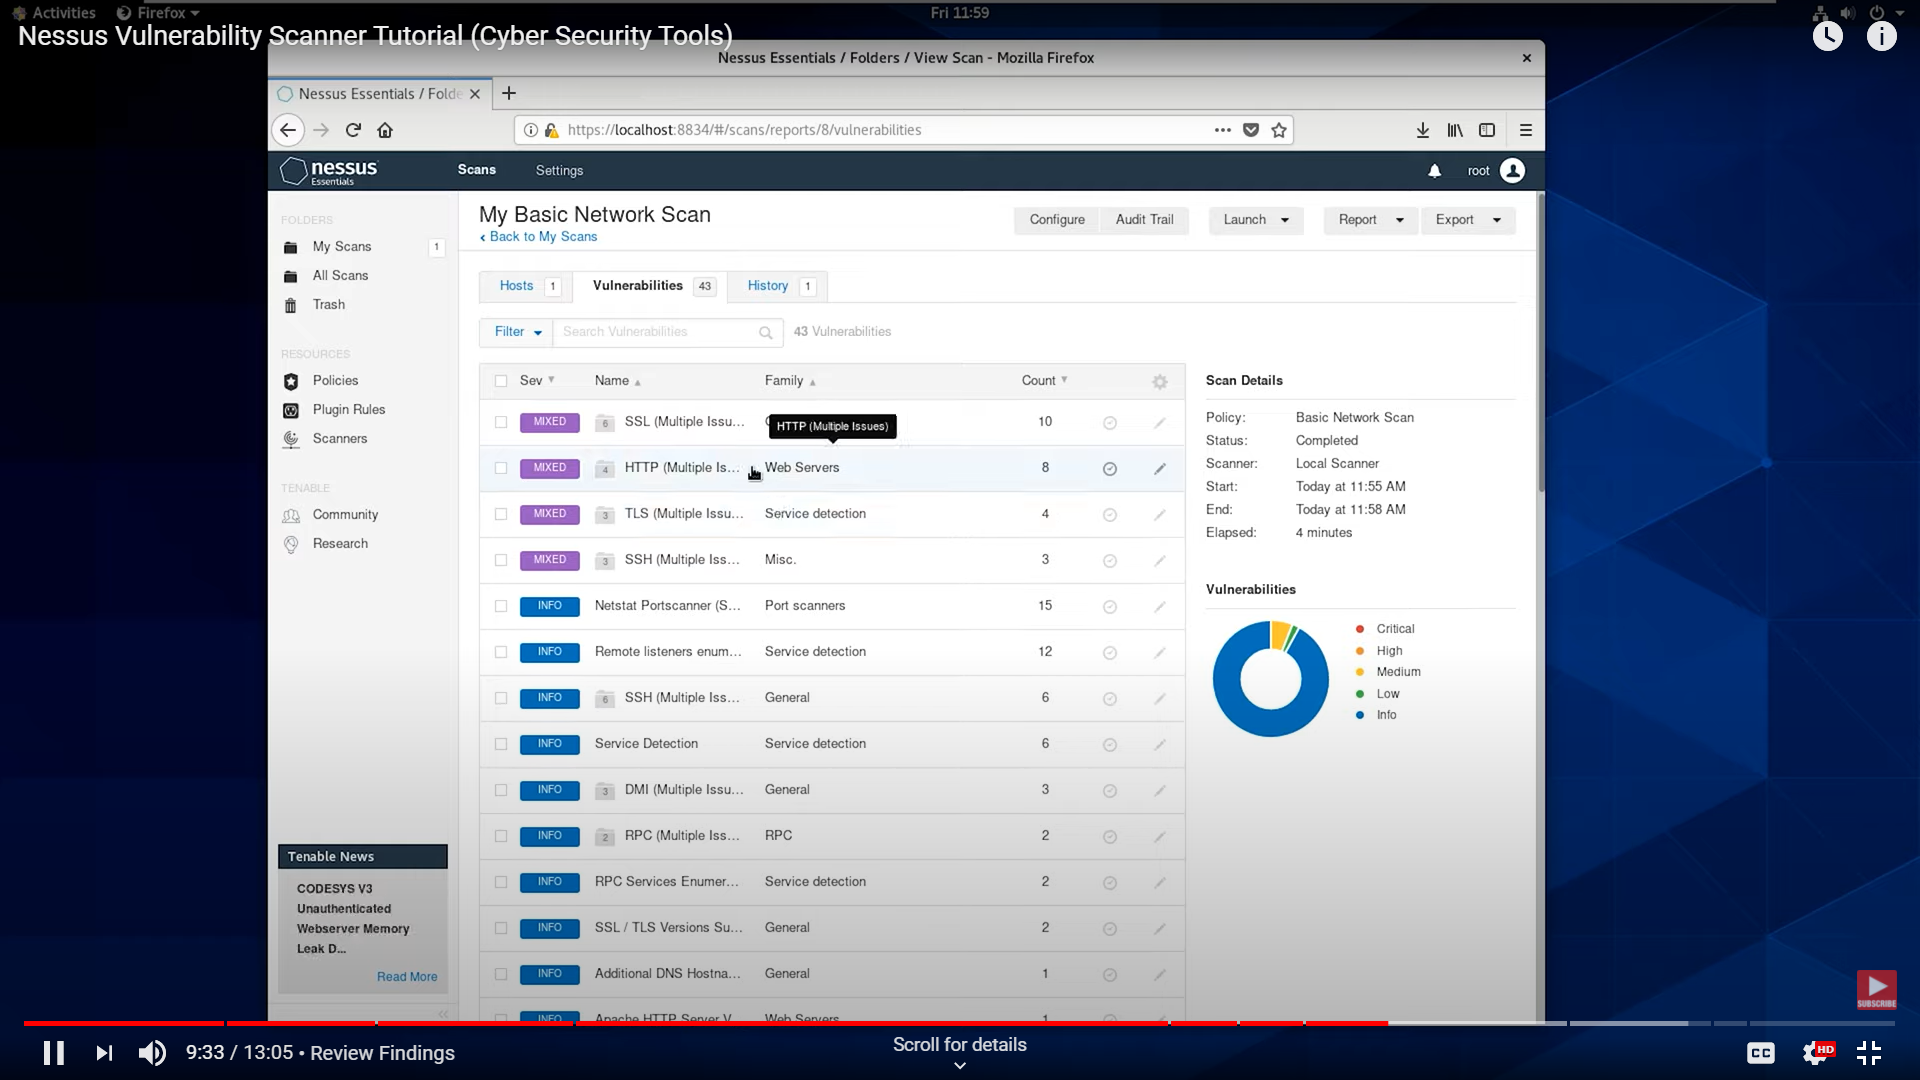 Activities
Firefox
Fri 11:59
Nessus Vulnerability Scanner Tutorial (Cyber Security Tools)
Nessus Essentials / Folders / View Scan - Mozilla Firefox
Nessus Essentials / Folde
https://localhost:8834/#/scans/reports/8/vulnerabilities
nessus
Essentials
Scans
Settings
root
FOLDERS
My Scans 1
All Scans
Trash
RESOURCES
Policies
Plugin Rules
Scanners
TENABLE
Community
Research
Tenable News
CODESYS V3
Unauthenticated
Webserver Memory
Leak D...
Read More
My Basic Network Scan
Back to My Scans
Configure
Audit Trail
Launch
Report
Export
Hosts 1
Vulnerabilities 43
History 1
Filter
Search Vulnerabilities
43 Vulnerabilities
Sev Name Family Count
MIXED 6 SSL (Multiple Issu... 10
HTTP (Multiple Issues)
MIXED 4 HTTP (Multiple Is... Web Servers 8
MIXED 3 TLS (Multiple Issu... Service detection 4
MIXED 3 SSH (Multiple Iss... Misc. 3
INFO Netstat Portscanner (S... Port scanners 15
INFO Remote listeners enum... Service detection 12
INFO 6 SSH (Multiple Iss... General 6
INFO Service Detection Service detection 6
INFO 3 DMI (Multiple Issu... General 3
INFO 2 RPC (Multiple Iss... RPC 2
INFO RPC Services Enumer... Service detection 2
INFO SSL / TLS Versions Su... General 2
INFO Additional DNS Hostna... General 1
INFO Apache HTTP Server V Web Servers 1
Scan Details
Policy: Basic Network Scan
Status: Completed
Scanner: Local Scanner
Start: Today at 11:55 AM
End: Today at 11:58 AM
Elapsed: 4 minutes
Vulnerabilities
Critical
High
Medium
Low
Info
SUBSCRIBE
9:33 / 13:05 • Review Findings
Scroll for details
CC
HD